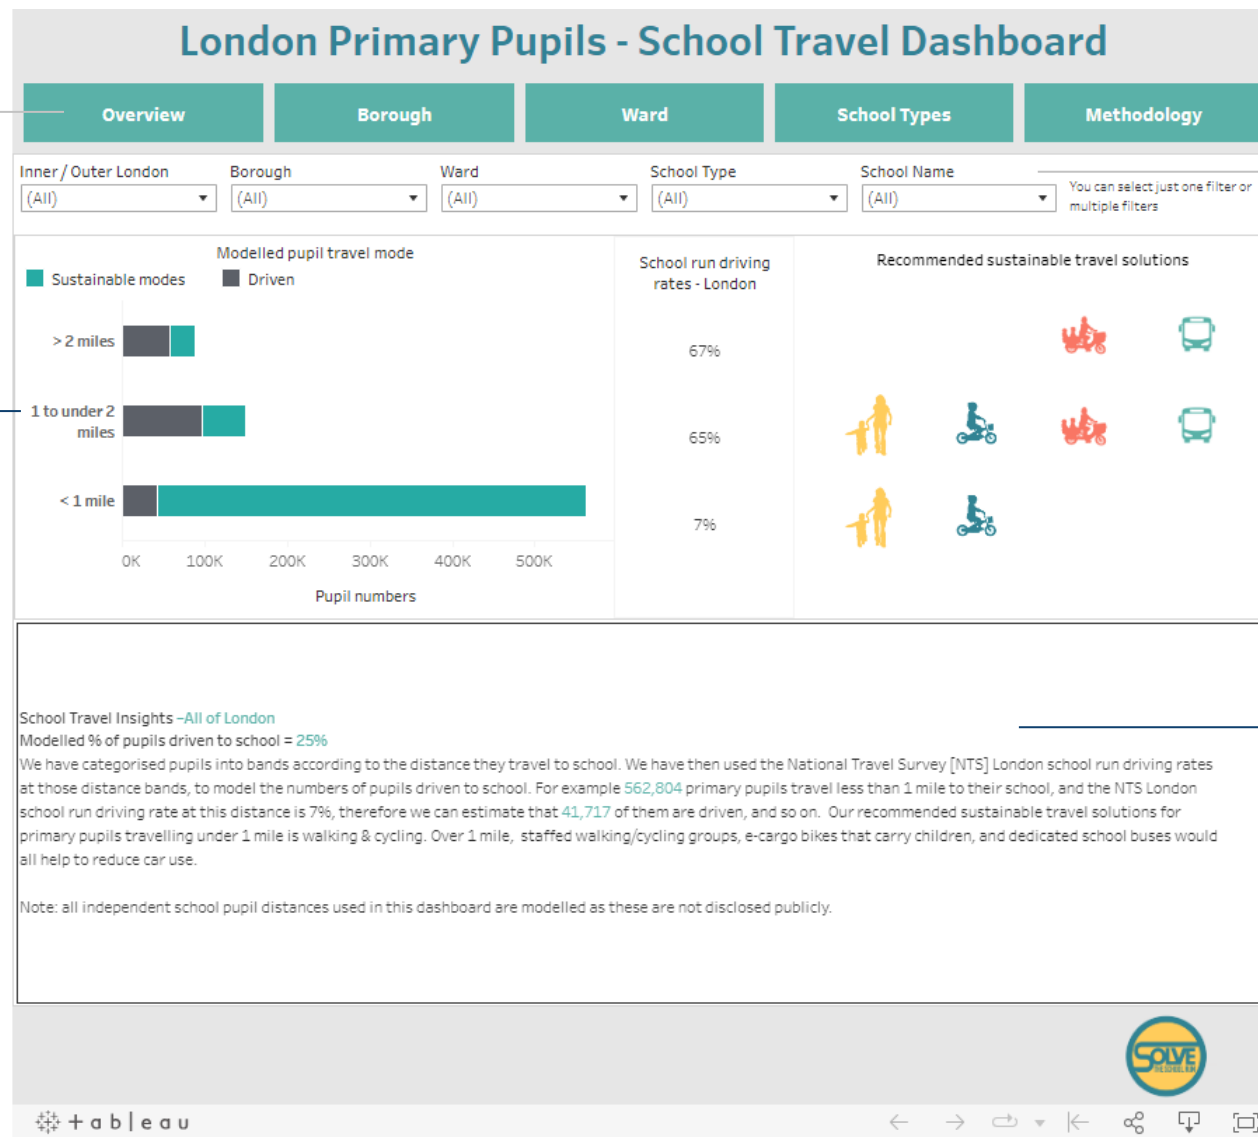 London Primary Pupils - School Travel Dashboard
Overview
Borough
Ward
School Types
Methodology
Inner / Outer London
Borough
Ward
School Type
School Name
(All)
(All)
(All)
(All)
(All)
You can select just one filter or
multiple filters
Modelled pupil travel mode
Sustainable modes
Driven
School run driving
rates - London
Recommended sustainable travel solutions
> 2 miles
67%
1 to under 2
miles
65%
< 1 mile
7%
0K
100K
200K
300K
400K
500K
Pupil numbers
School Travel Insights –All of London
Modelled % of pupils driven to school = 25%
We have categorised pupils into bands according to the distance they travel to school. We have then used the National Travel Survey [NTS] London school run driving rates
at those distance bands, to model the numbers of pupils driven to school. For example 562,804 primary pupils travel less than 1 mile to their school, and the NTS London
school run driving rate at this distance is 7%, therefore we can estimate that 41,717 of them are driven, and so on. Our recommended sustainable travel solutions for
primary pupils travelling under 1 mile is walking & cycling. Over 1 mile, staffed walking/cycling groups, e-cargo bikes that carry children, and dedicated school buses would
all help to reduce car use.
Note: all independent school pupil distances used in this dashboard are modelled as these are not disclosed publicly.
SOLVE
THE SCHOOL RUN
+ableau